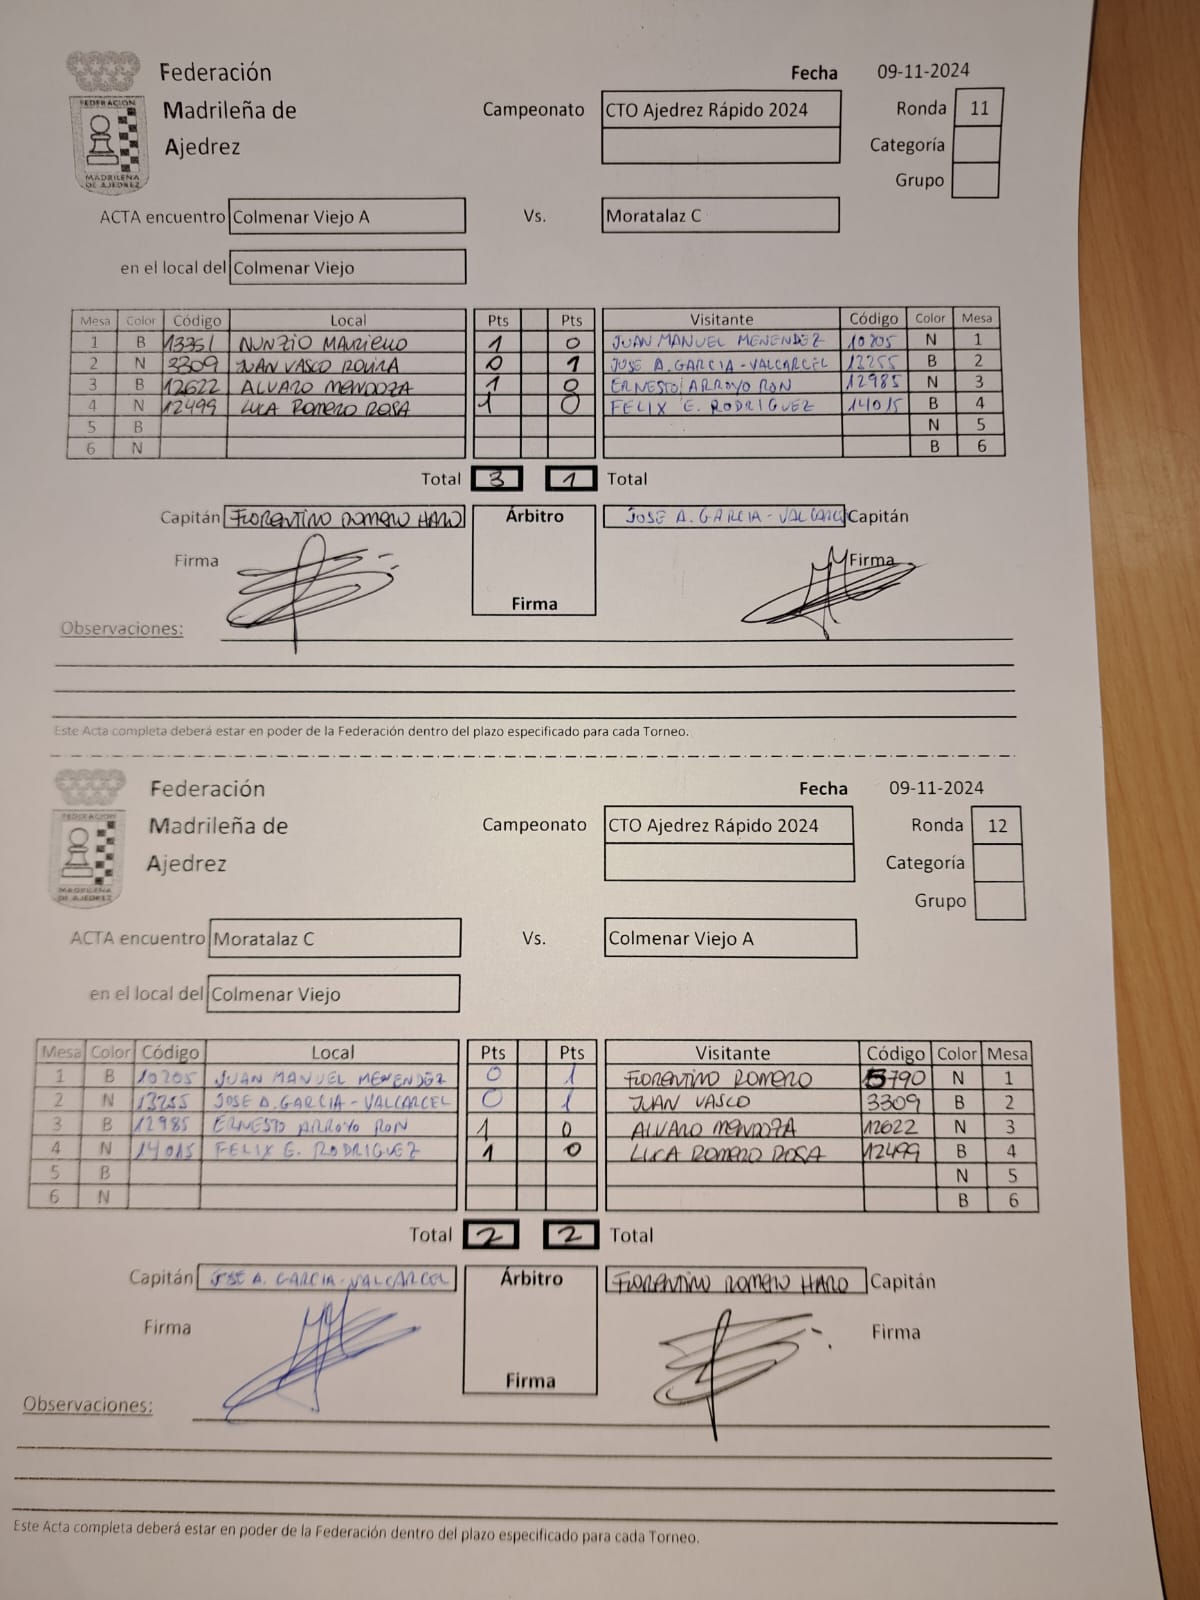 Federación Fecha 09-11-2024
FEDERACION Madrileña de Campeonato CTO Ajedrez Rápido 2024 Ronda 11
Ajedrez Categoría
MADRILEÑA DE AJEDREZ Grupo
ACTA encuentro Colmenar Viejo A Vs. Moratalaz C
en el local del Colmenar Viejo
Mesa Color Código Local Pts Pts Visitante Código Color Mesa
1 B 13351 NUNZIO MAURIELLO 1 0 JUAN MANUEL MENENDEZ 10205 N 1
2 N 3309 JUAN VASCO ROVIRA 0 1 JOSE A. GARCIA-VALCARCEL 13255 B 2
3 B 12622 ALVARO MENDOZA 1 0 ERNESTO ARROYO RON 12985 N 3
4 N 12499 LUCA ROMERO ROSA 1 0 FELIX E. RODRIGUEZ 14015 B 4
5 B N 5
6 N B 6
Total 3 1 Total
Capitán FLORENTINO ROMERO HARO Árbitro JOSE A. GARCIA-VALCARCEL Capitán
Firma Firma
Firma
Observaciones:
Este Acta completa deberá estar en poder de la Federación dentro del plazo especificado para cada Torneo.
Federación Fecha 09-11-2024
FEDERACION Madrileña de Campeonato CTO Ajedrez Rápido 2024 Ronda 12
Ajedrez Categoría
MADRILEÑA DE AJEDREZ Grupo
ACTA encuentro Moratalaz C Vs. Colmenar Viejo A
en el local del Colmenar Viejo
Mesa Color Código Local Pts Pts Visitante Código Color Mesa
1 B 10205 JUAN MANUEL MENENDEZ 0 1 FLORENTINO ROMERO 5790 N 1
2 N 13255 JOSE A. GARCIA-VALCARCEL 0 1 JUAN VASCO 3309 B 2
3 B 12985 ERNESTO ARROYO RON 1 0 ALVARO MENDOZA 12622 N 3
4 N 14015 FELIX E. RODRIGUEZ 1 0 LUCA ROMERO ROSA 12499 B 4
5 B N 5
6 N B 6
Total 2 2 Total
Capitán JOSE A. GARCIA-VALCARCEL Árbitro FLORENTINO ROMERO HARO Capitán
Firma Firma
Firma
Observaciones:
Este Acta completa deberá estar en poder de la Federación dentro del plazo especificado para cada Torneo.